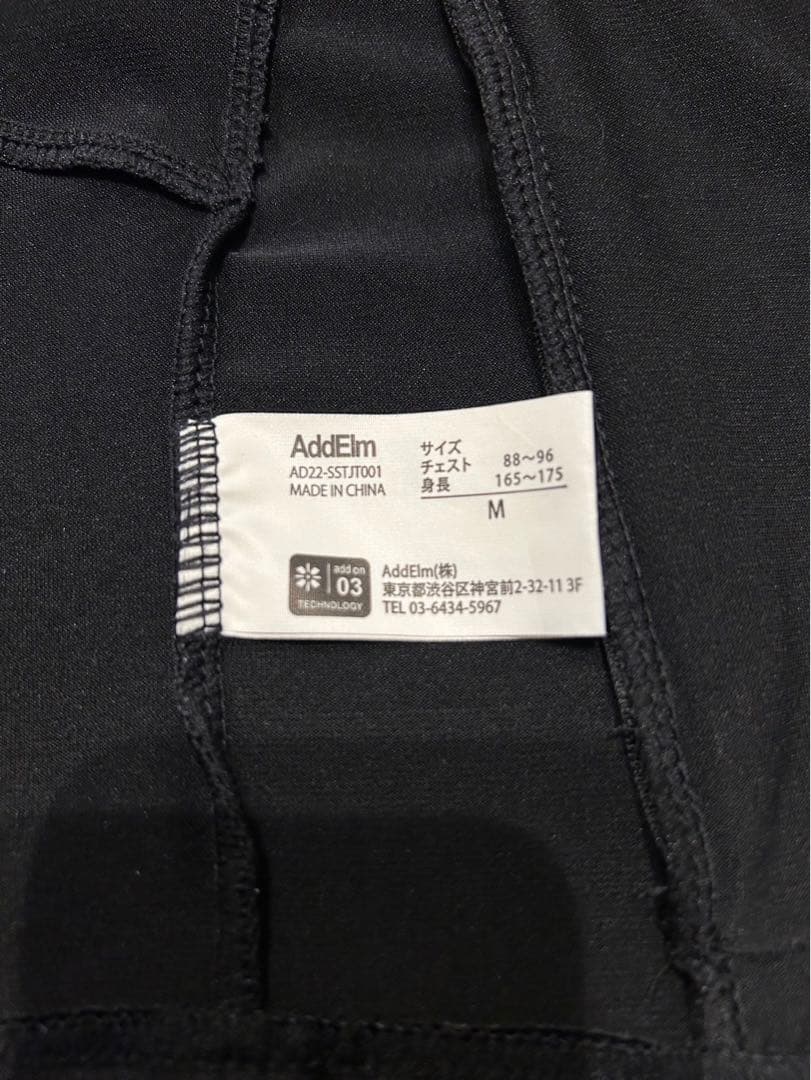 AddElm
AD22-SSTJT001
MADE IN CHINA
サイズ
チェスト 88～96
身長 165～175
M
add on
03
TECHNOLOGY
AddElm(株)
東京都渋谷区神宮前2-32-11 3F
TEL 03-6434-5967